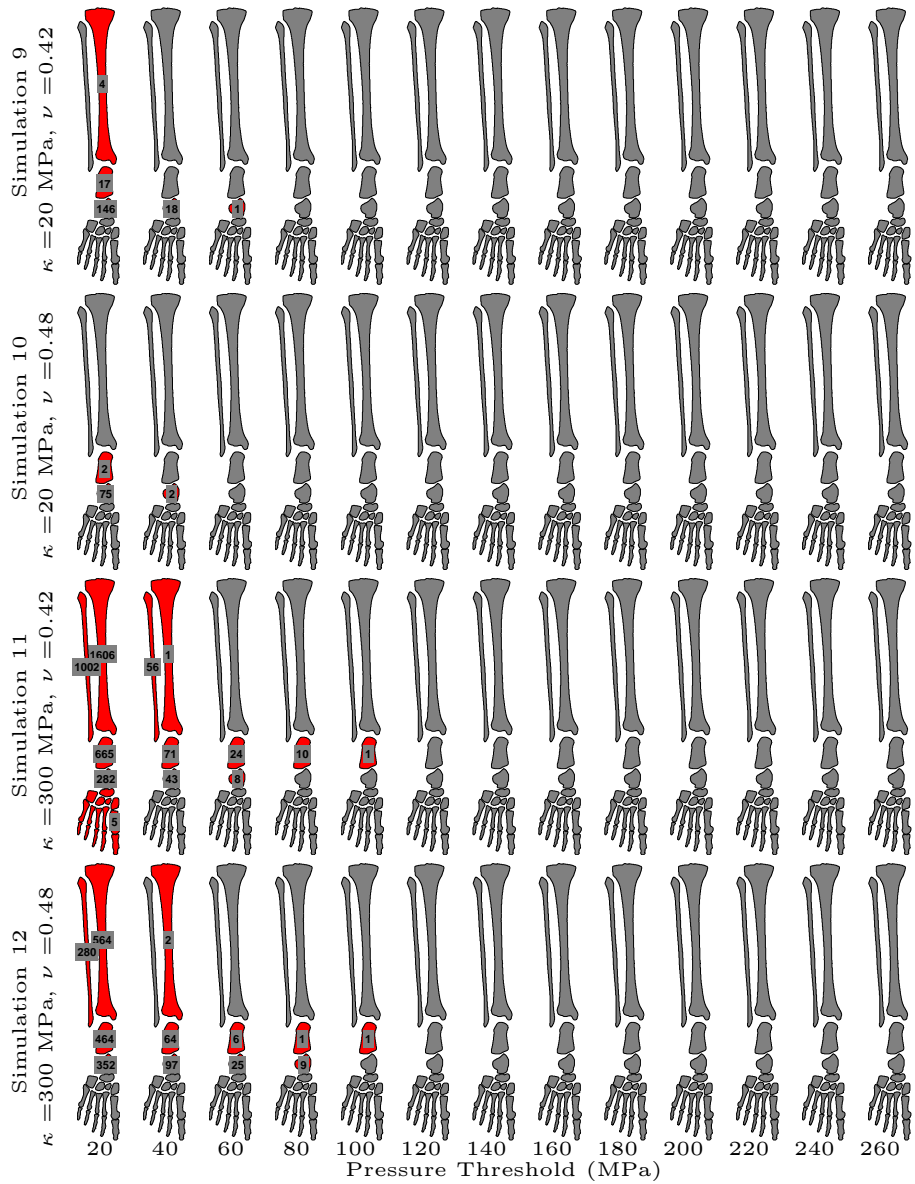 Simulation 9
κ =20 MPa, ν =0.42
4
17
146 18 1
Simulation 10
κ =20 MPa, ν =0.48
2
75 2
Simulation 11
κ =300 MPa, ν =0.42
1606 1
1002 56
665 71 24 10 1
282 43 8
5
Simulation 12
κ =300 MPa, ν =0.48
564 2
280
464 64 6 1 1
352 97 25 9
20 40 60 80 100 120 140 160 180 200 220 240 260
Pressure Threshold (MPa)